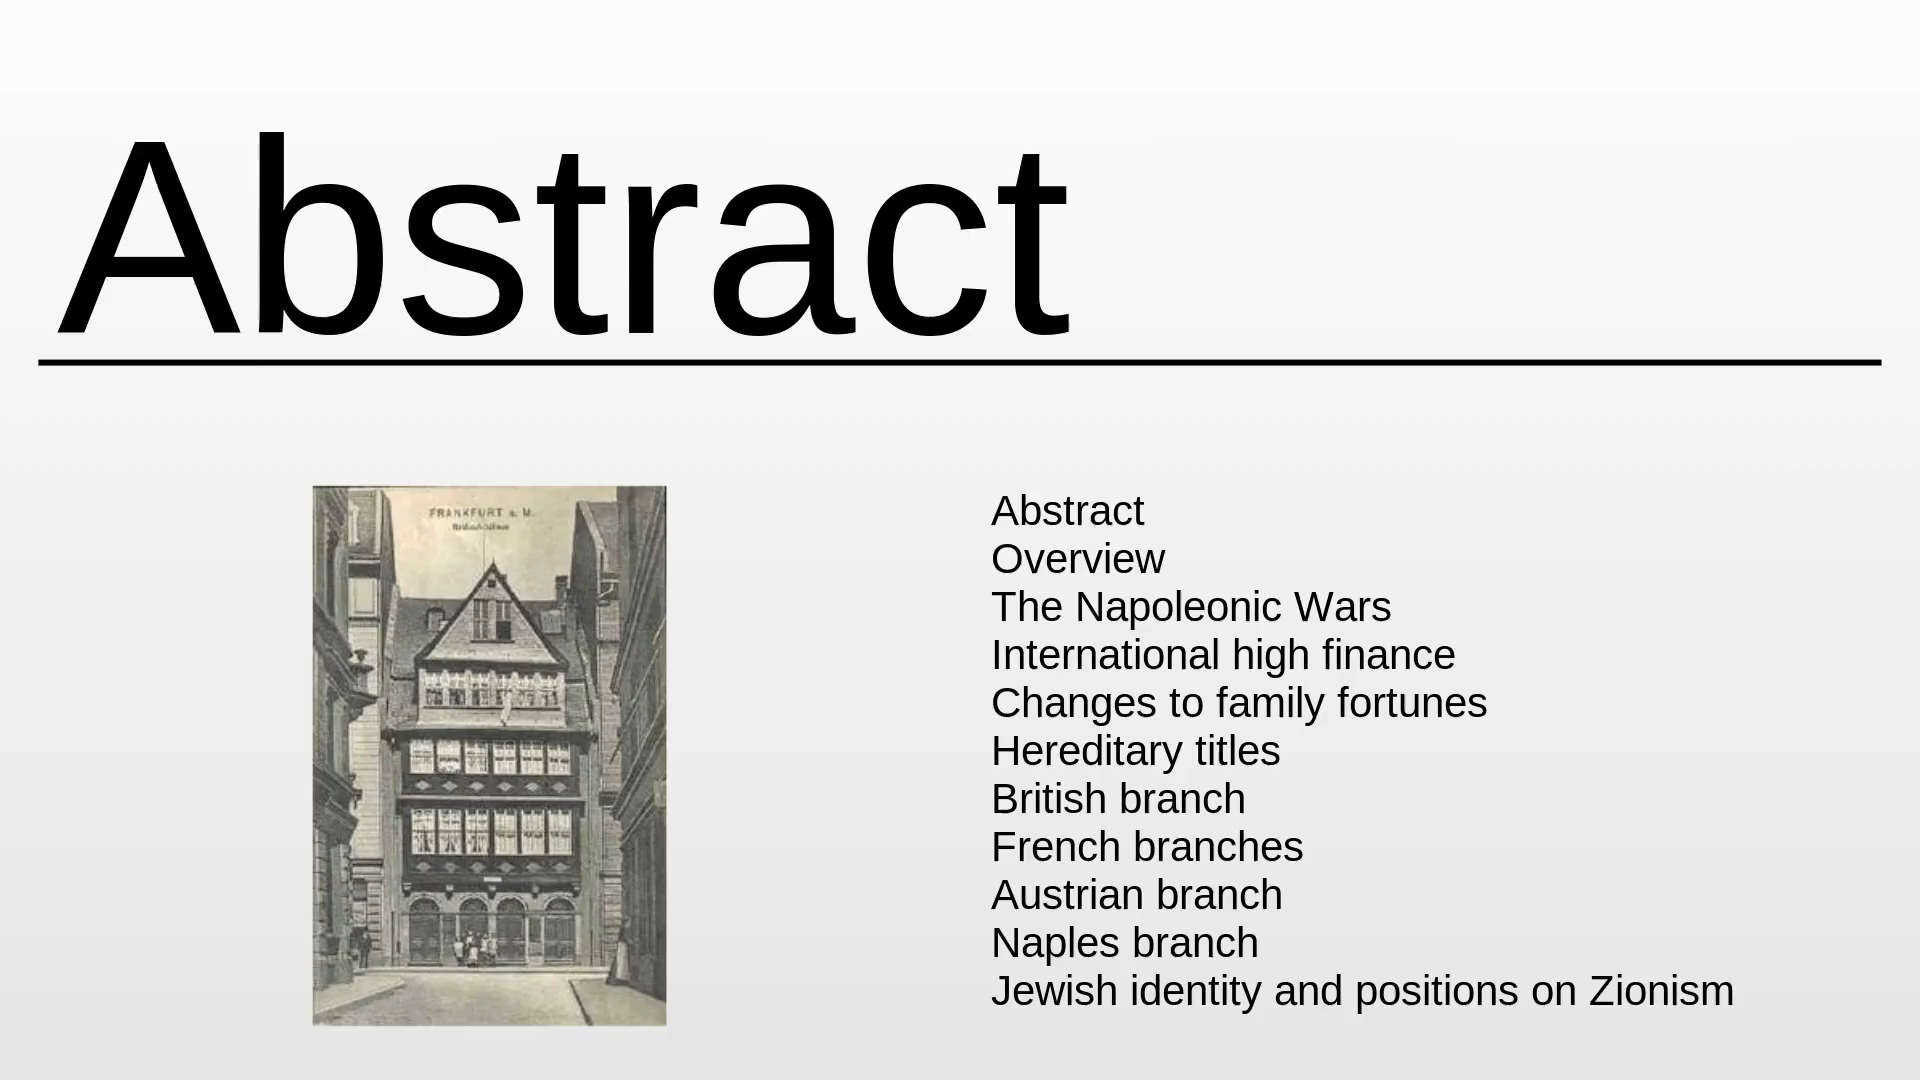 Abstract
FRANKFURT a. M.
Abstract
Overview
The Napoleonic Wars
International high finance
Changes to family fortunes
Hereditary titles
British branch
French branches
Austrian branch
Naples branch
Jewish identity and positions on Zionism